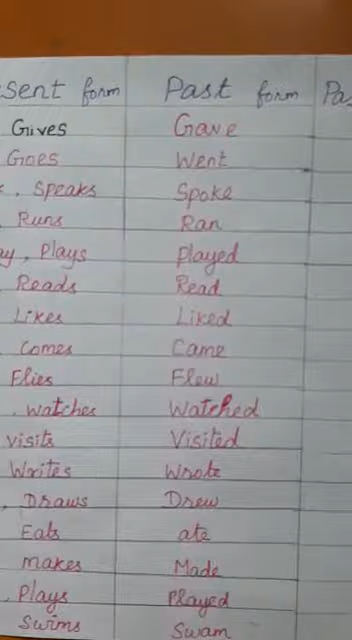 sent form Past form Pa
Gives Gave
Goes Went
, Speaks Spoke
Runs Ran
ay, Plays Played
Reads Read
Likes Liked
Comes Came
Flies Flew
. Watches Watched
visits Visited
Writes Wrote
, Draws Drew
Eats ate
makes Made
. Plays Played
Swims Swam